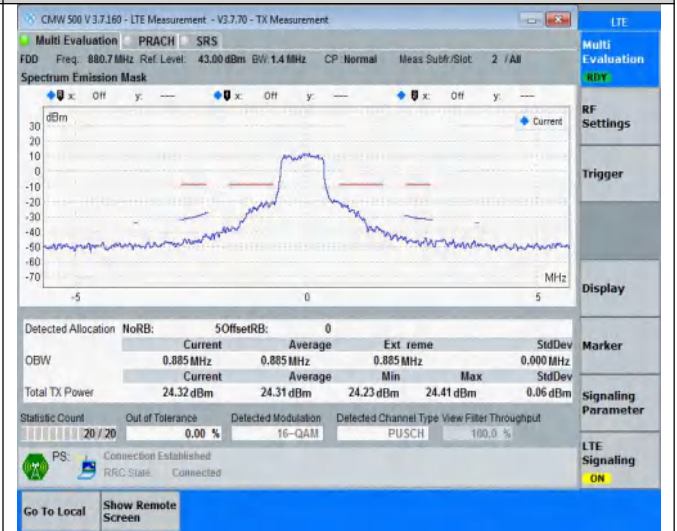 CMW 500 V 3.7.160 - LTE Measurement - V3.7.70 - TX Measurement
LTE
Multi Evaluation PRACH SRS
Multi Evaluation
RDY
FDD Freq. 880.7 MHz Ref. Level: 43.00 dBm BW: 1.4 MHz CP: Normal Meas Subfr./Slot: 2 /All
Spectrum Emission Mask
x: Off y: --- x: Off y: --- x: Off y: ---
dBm
Current
30
20
10
0
-10
-20
-30
-40
-50
-60
-70
MHz
-5 0 5
RF Settings
Trigger
Display
Marker
Signaling Parameter
LTE Signaling
ON
Detected Allocation NoRB: 5OffsetRB: 0
Current Average Ext reme StdDev
OBW 0.885 MHz 0.885 MHz 0.885 MHz 0.000 MHz
Current Average Min Max StdDev
Total TX Power 24.32 dBm 24.31 dBm 24.23 dBm 24.41 dBm 0.06 dBm
Statistic Count Out of Tolerance Detected Modulation Detected Channel Type View Filter Throughput
20 / 20 0.00 % 16-QAM PUSCH 100.0 %
PS: Connection Established
RRC State Connected
Go To Local
Show Remote Screen